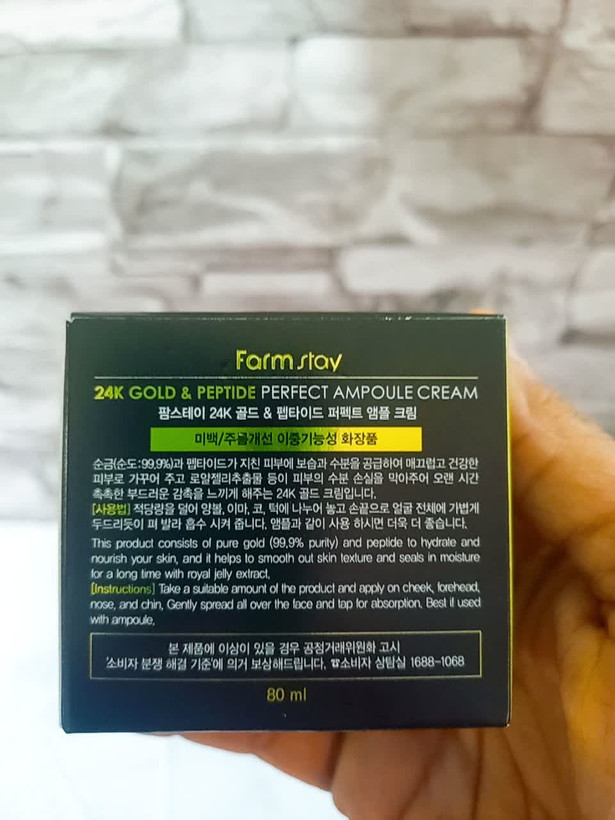 Farmstay
24K GOLD & PEPTIDE PERFECT AMPOULE CREAM
팜스테이 24K 골드 & 펩타이드 퍼펙트 앰플 크림
미백/주름개선 이중기능성 화장품
순금(순도:99.9%)과 펩타이드가 지친 피부에 보습과 수분을 공급하여 매끄럽고 건강한
피부로 가꾸어 주고 로얄젤리추출물 등이 피부의 수분 손실을 막아주어 오랜 시간
촉촉한 부드러운 감촉을 느끼게 해주는 24K 골드 크림입니다.
[사용법] 적당량을 덜어 양볼, 이마, 코, 턱에 나누어 놓고 손끝으로 얼굴 전체에 가볍게
두드리듯이 펴 발라 흡수 시켜 줍니다. 앰플과 같이 사용 하시면 더욱 더 좋습니다.
This product consists of pure gold (99.9% purity) and peptide to hydrate and
nourish your skin, and it helps to smooth out skin texture and seals in moisture
for a long time with royal jelly extract.
[Instructions] Take a suitable amount of the product and apply on cheek, forehead,
nose, and chin. Gently spread all over the face and tap for absorption. Best if used
with ampoule.
본 제품에 이상이 있을 경우 공정거래위원회 고시
'소비자 분쟁 해결 기준'에 의거 보상해드립니다. ☎소비자 상담실 1688-1068
80 ml